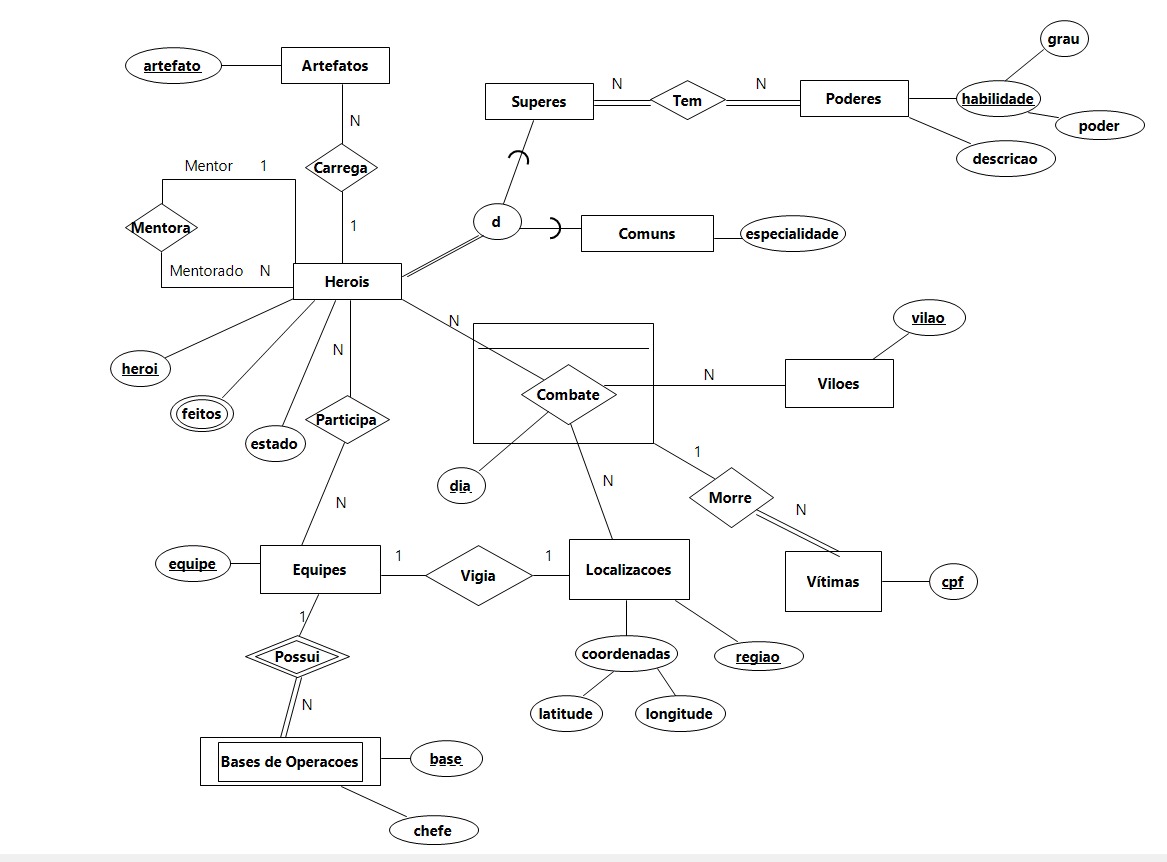 grau
artefato
Artefatos
N
N
Superes
Tem
Poderes
habilidade
poder
N
descricao
Mentor
1
Carrega
Mentora
1
d
Comuns
especialidade
Mentorado
N
Herois
N
vilao
N
heroi
N
Viloes
feitos
Combate
Participa
estado
1
dia
N
Morre
N
N
equipe
Equipes
1
Vigia
1
Localizacoes
Vítimas
cpf
1
Possui
coordenadas
regiao
N
latitude
longitude
Bases de Operacoes
base
chefe